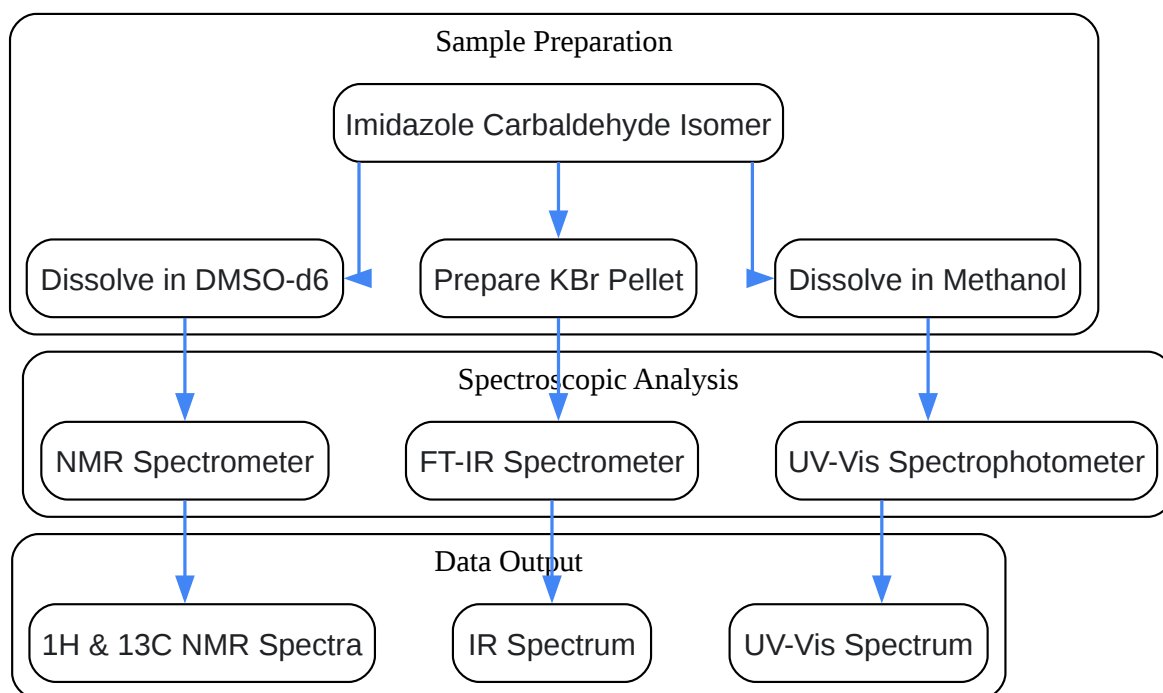 Sample Preparation
Imidazole Carbaldehyde Isomer
Dissolve in DMSO-d6
Prepare KBr Pellet
Dissolve in Methanol
Spectroscopic Analysis
NMR Spectrometer
FT-IR Spectrometer
UV-Vis Spectrophotometer
Data Output
1H & 13C NMR Spectra
IR Spectrum
UV-Vis Spectrum